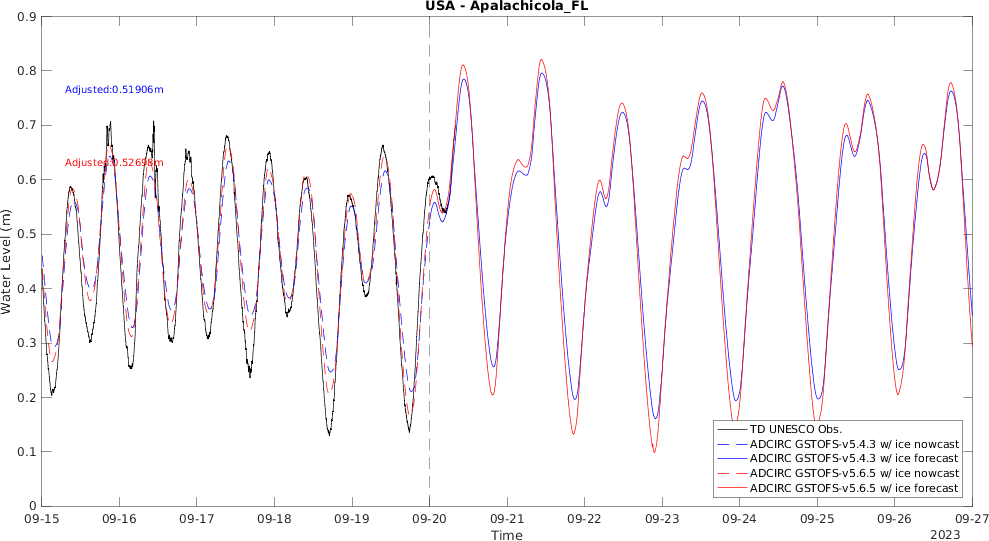 USA - Apalachicola_FL
0.9
0.8
0.7
0.6
0.5
0.4
0.3
0.2
0.1
0
Water Level (m)
Adjusted:0.51906m
Adjusted:0.52698m
TD UNESCO Obs.
ADCIRC GSTOFS-v5.4.3 w/ ice nowcast
ADCIRC GSTOFS-v5.4.3 w/ ice forecast
ADCIRC GSTOFS-v5.6.5 w/ ice nowcast
ADCIRC GSTOFS-v5.6.5 w/ ice forecast
09-15 09-16 09-17 09-18 09-19 09-20 09-21 09-22 09-23 09-24 09-25 09-26 09-27
Time
2023